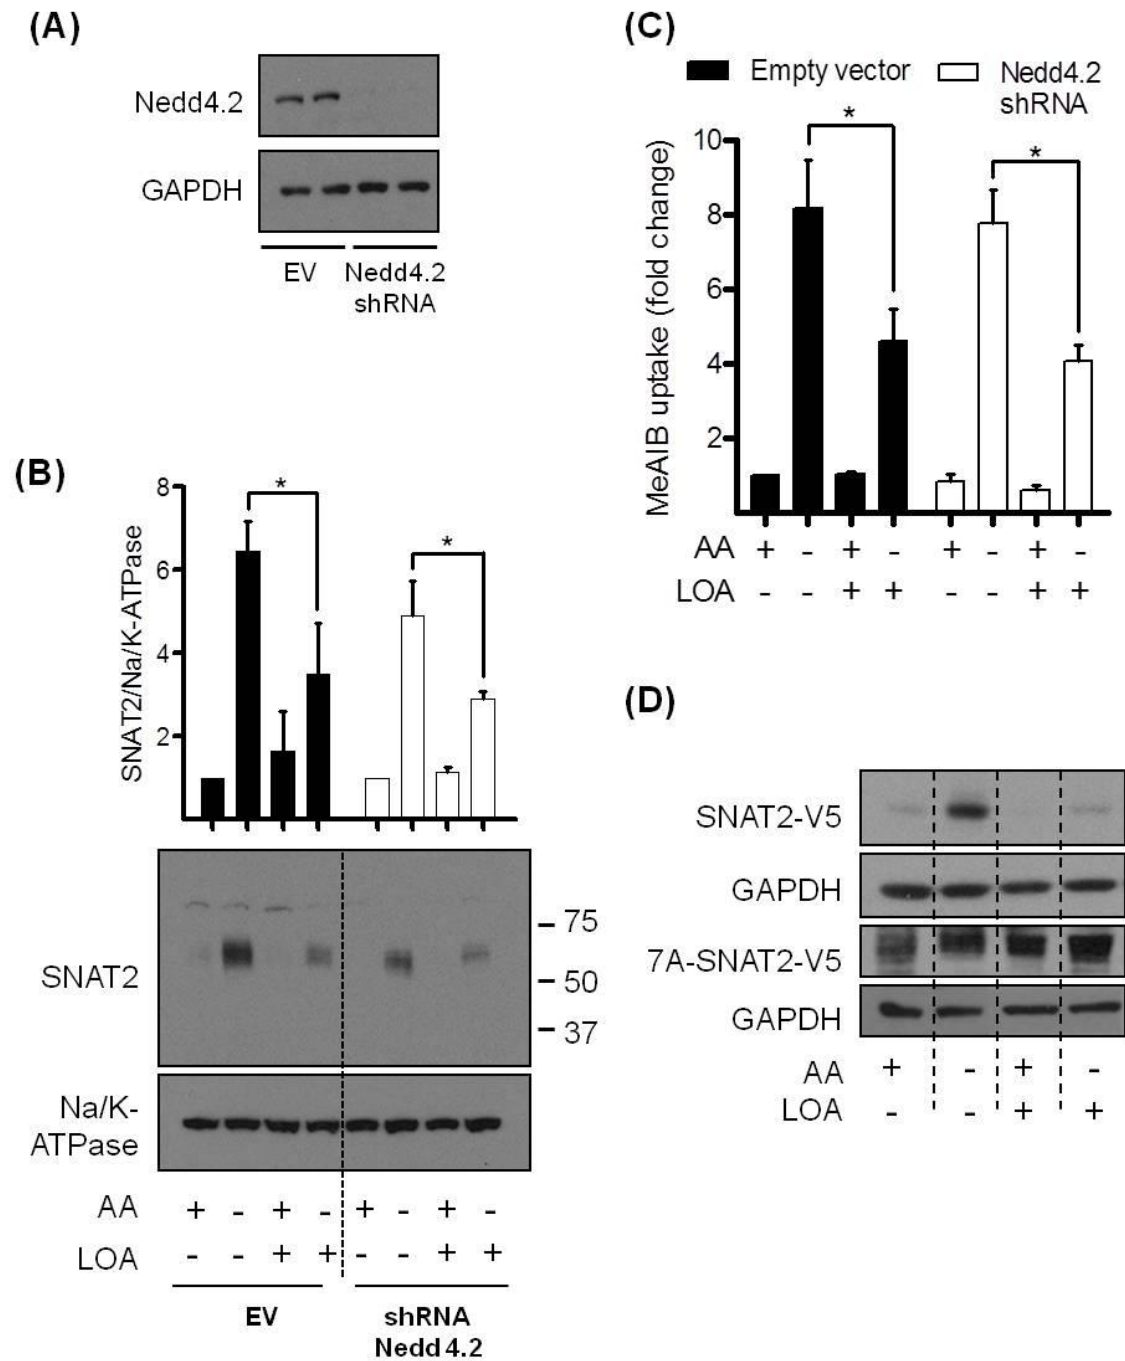 (A)
Nedd4.2
GAPDH
EV Nedd4.2
shRNA
(B)
SNAT2/Na/K-ATPase
8
6
4
2
*
*
SNAT2
75
50
37
Na/K-
ATPase
AA + - + - + - + -
LOA - - + + - - + +
EV shRNA
Nedd 4.2
(C)
Empty vector Nedd4.2
shRNA
MeAIB uptake (fold change)
10
8
6
4
2
*
*
AA + - + - + - + -
LOA - - + + - - + +
(D)
SNAT2-V5
GAPDH
7A-SNAT2-V5
GAPDH
AA + - + -
LOA - - + +